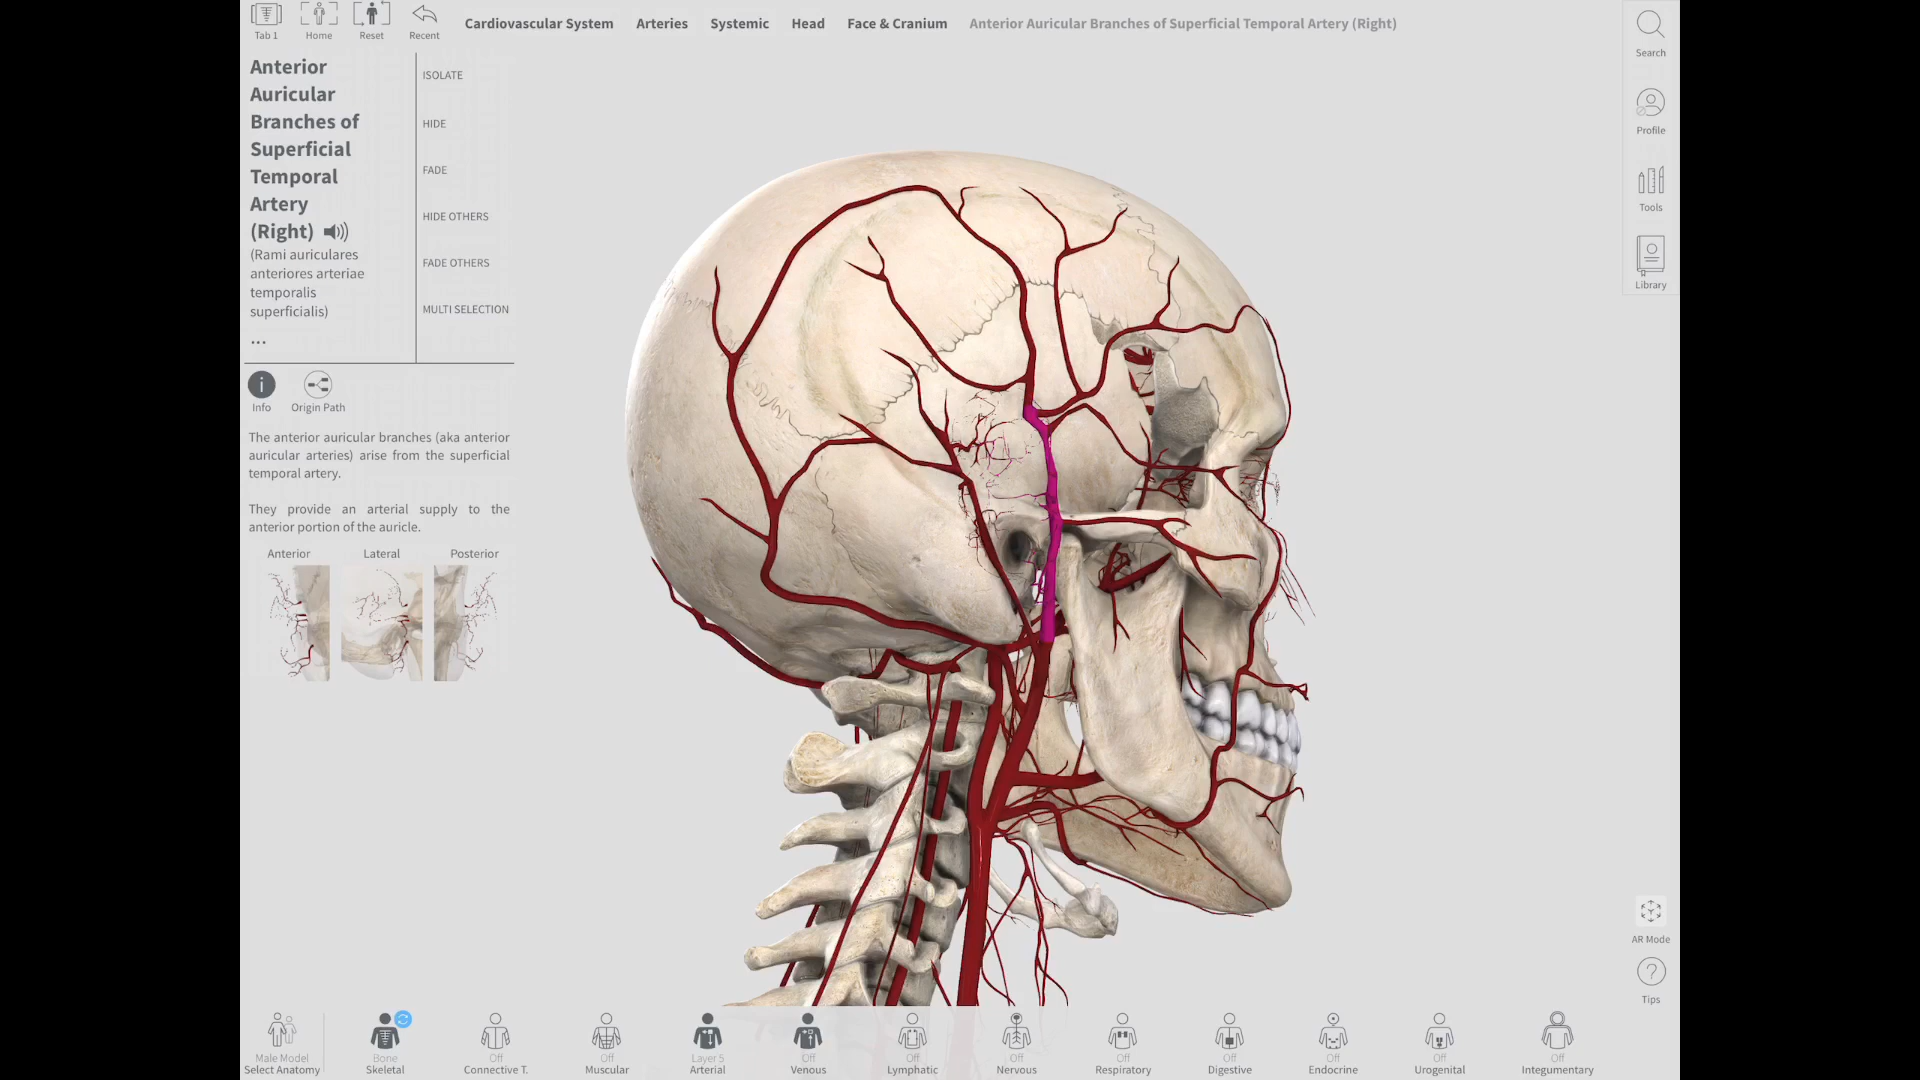 Tab 1
Home
Reset
Recent
Cardiovascular System
Arteries
Systemic
Head
Face & Cranium
Anterior Auricular Branches of Superficial Temporal Artery (Right)
Search
Profile
Tools
Library
Anterior
Auricular
Branches of
Superficial
Temporal
Artery
(Right)
(Rami auriculares
anteriores arteriae
temporalis
superficialis)
...
ISOLATE
HIDE
FADE
HIDE OTHERS
FADE OTHERS
MULTI SELECTION
Info
Origin Path
The anterior auricular branches (aka anterior
auricular arteries) arise from the superficial
temporal artery.
They provide an arterial supply to the
anterior portion of the auricle.
Anterior
Lateral
Posterior
AR Mode
Tips
Male Model
Select Anatomy
Bone
Skeletal
Off
Connective T.
Off
Muscular
Layer 5
Arterial
Off
Venous
Off
Lymphatic
Off
Nervous
Off
Respiratory
Off
Digestive
Off
Endocrine
Off
Urogenital
Off
Integumentary